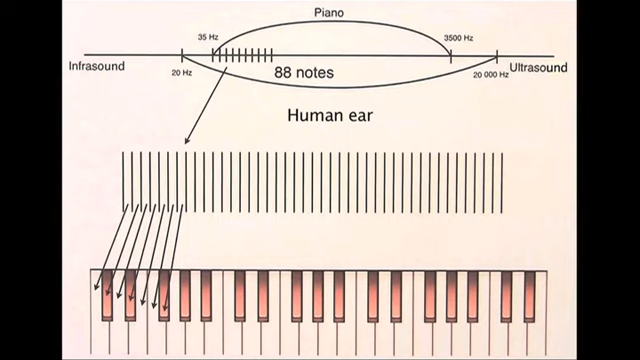 Piano
35 Hz
3500 Hz
Infrasound
Ultrasound
20 Hz
88 notes
20 000 Hz
Human ear